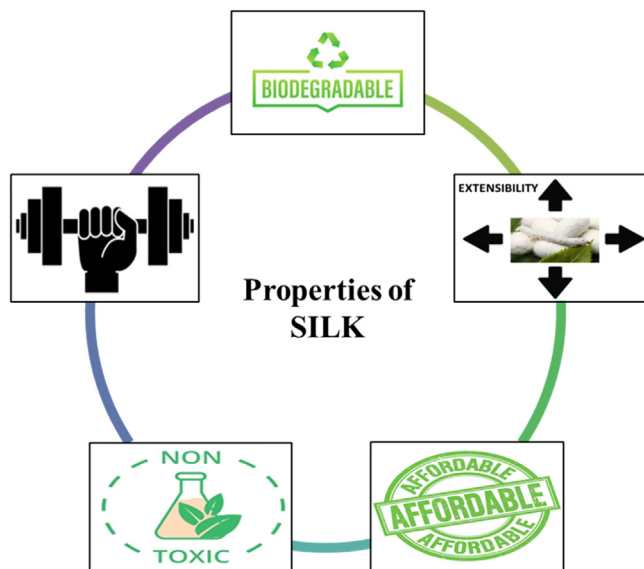 BIODEGRADABLE
EXTENSIBILITY
Properties of
SILK
NON
TOXIC
AFFORDABLE
AFFORDABLE
AFFORDABLE